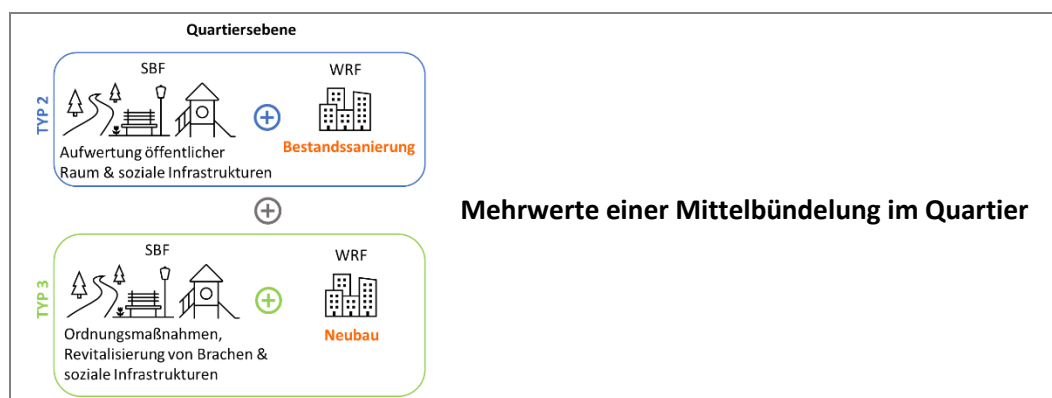 Quartiersebene
TYP 2
SBF
WRF
Aufwertung öffentlicher
Raum & soziale Infrastrukturen
Bestandssanierung
Mehrwerte einer Mittelbündelung im Quartier
TYP 3
SBF
WRF
Ordnungsmaßnahmen,
Revitalisierung von Brachen &
soziale Infrastrukturen
Neubau